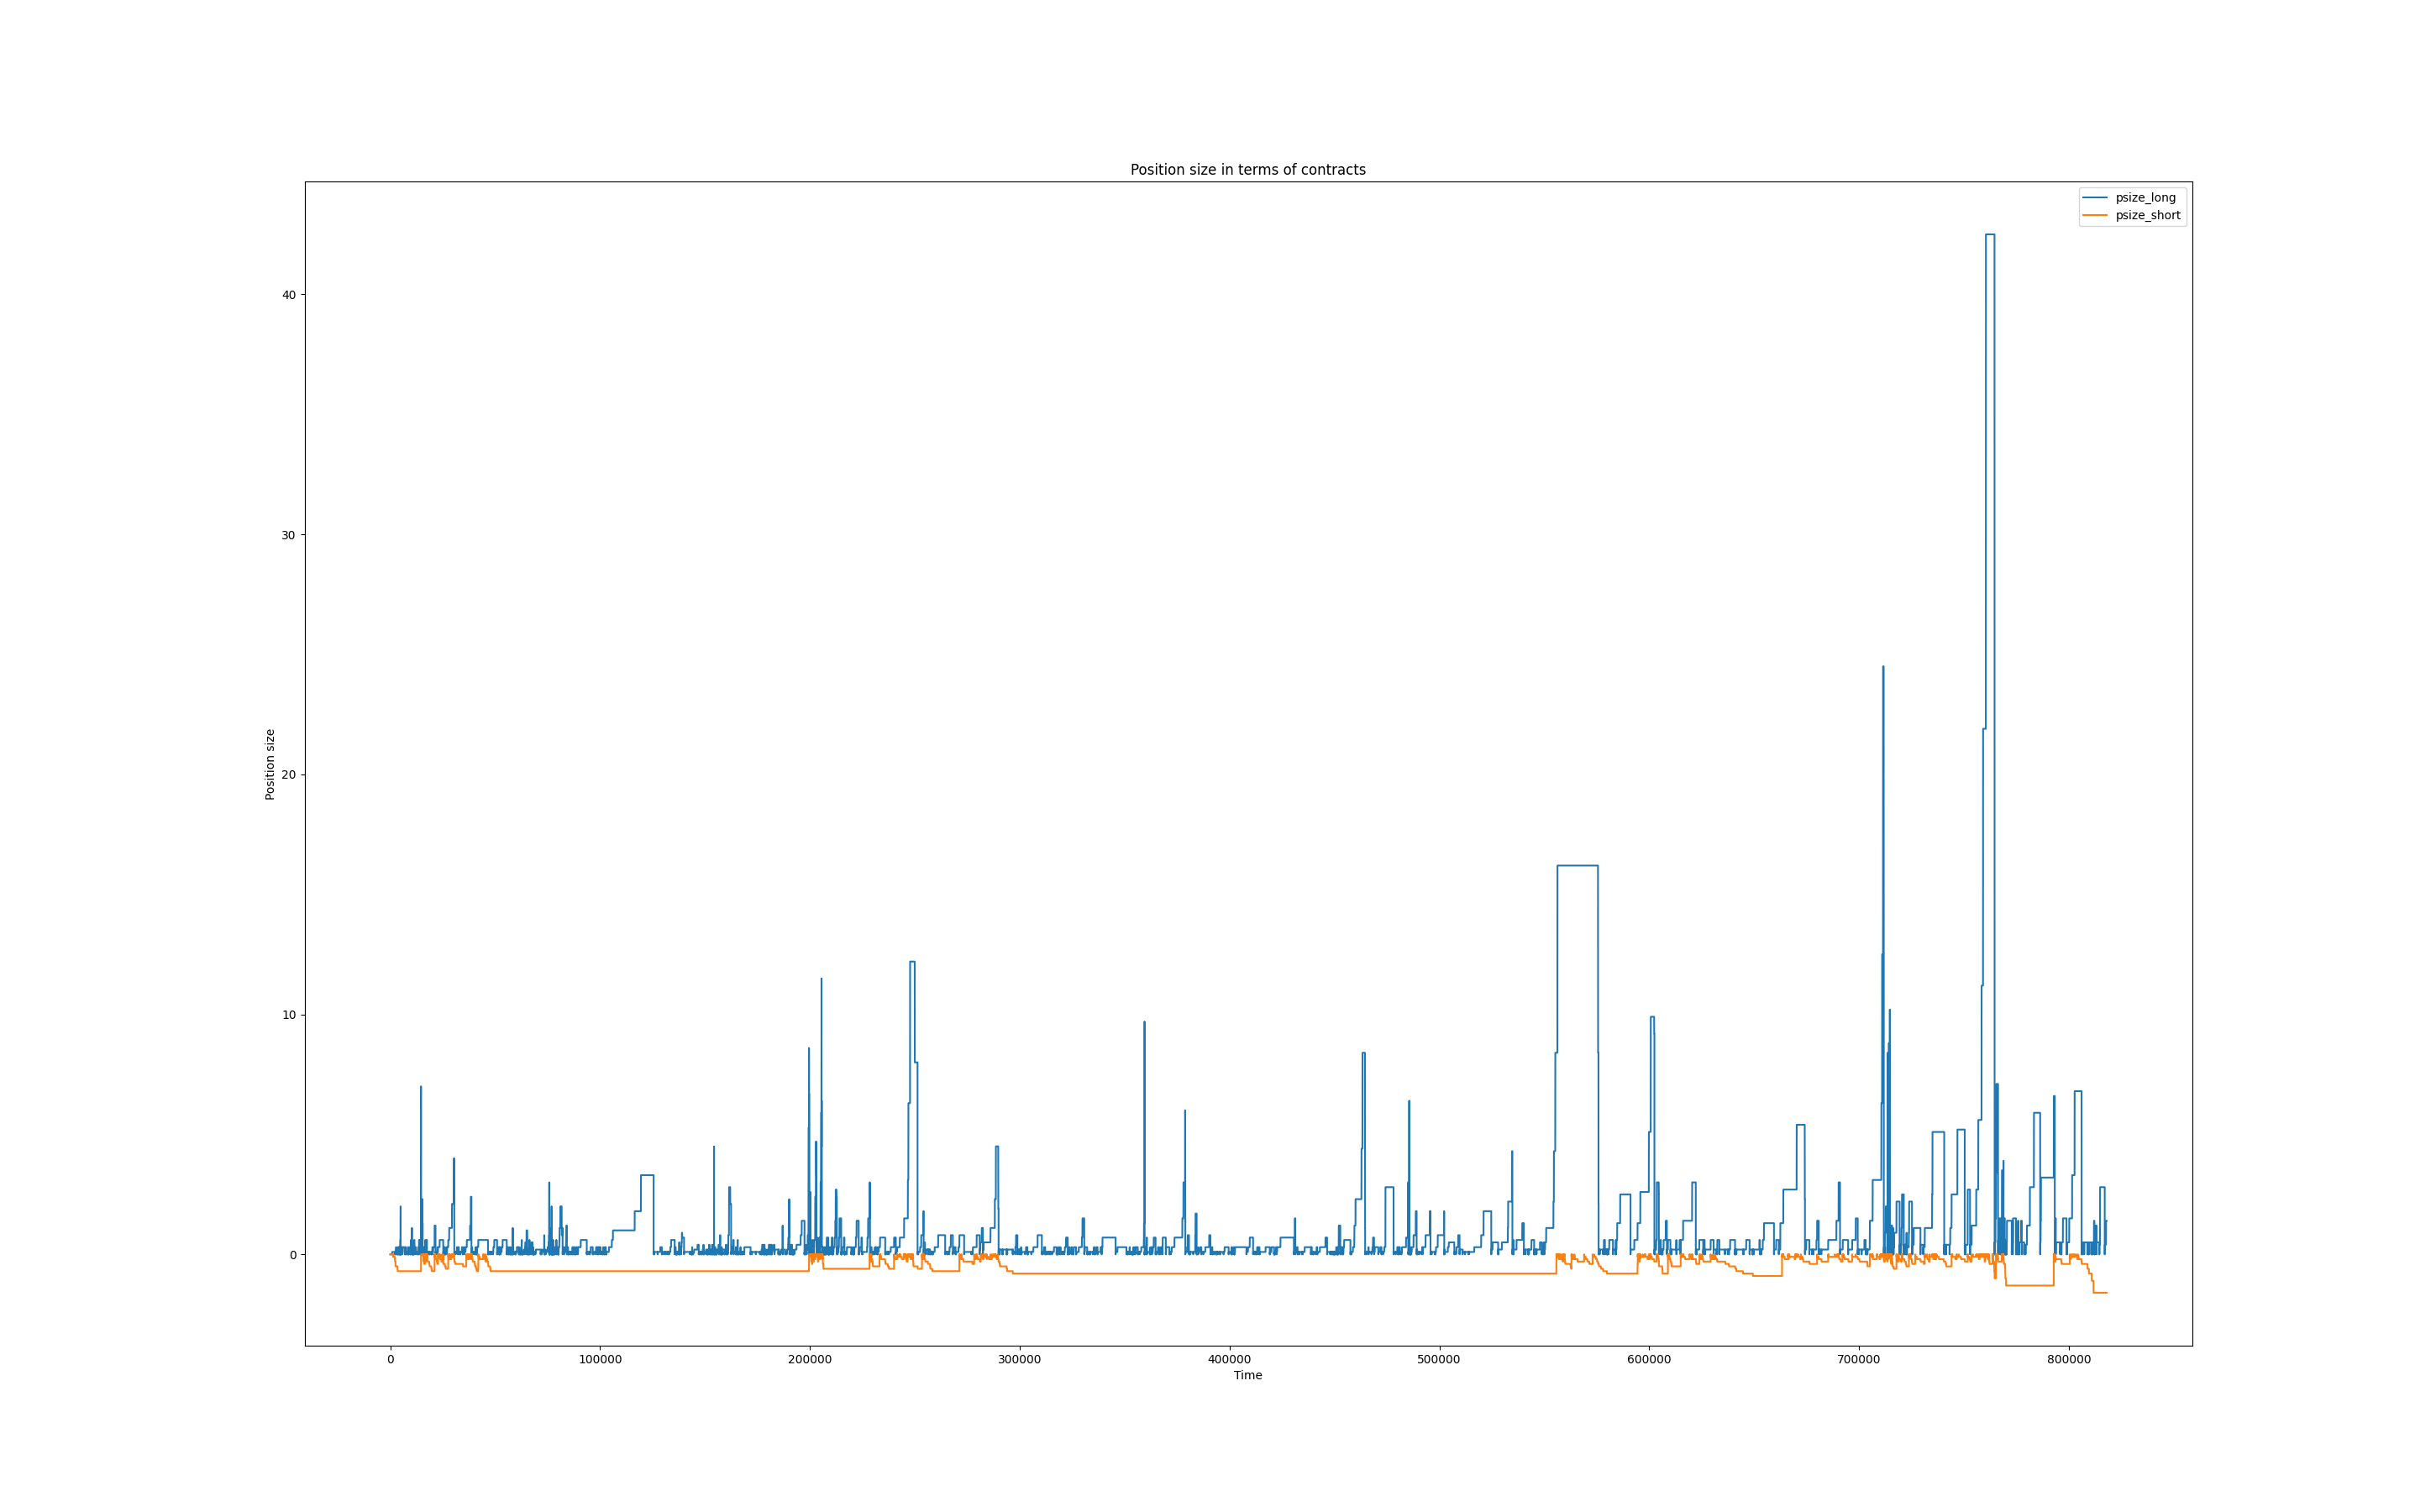 Position size in terms of contracts
psize_long
psize_short
40
30
20
10
0
Position size
0 100000 200000 300000 400000 500000 600000 700000 800000
Time